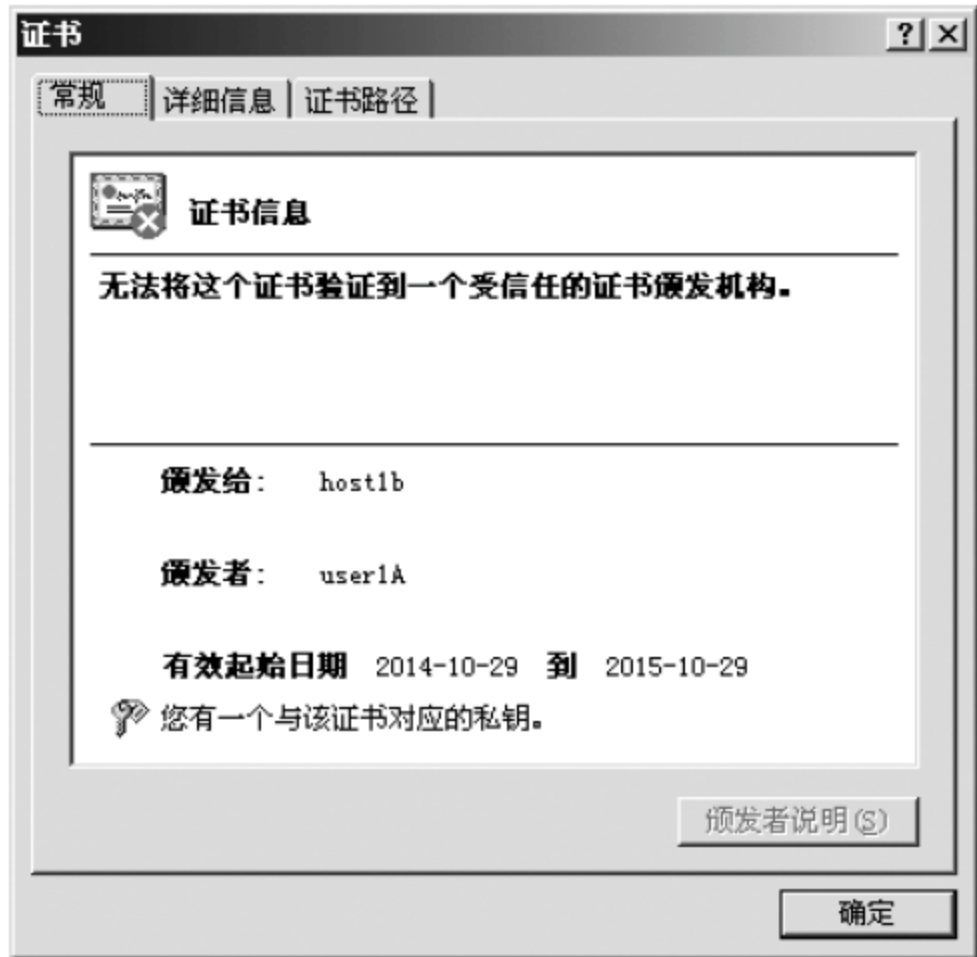 证书
常规 详细信息 证书路径
证书信息
无法将这个证书验证到一个受信任的证书颁发机构。
颁发给: host1b
颁发者: user1A
有效起始日期 2014-10-29 到 2015-10-29
您有一个与该证书对应的私钥。
颁发者说明(S)
确定